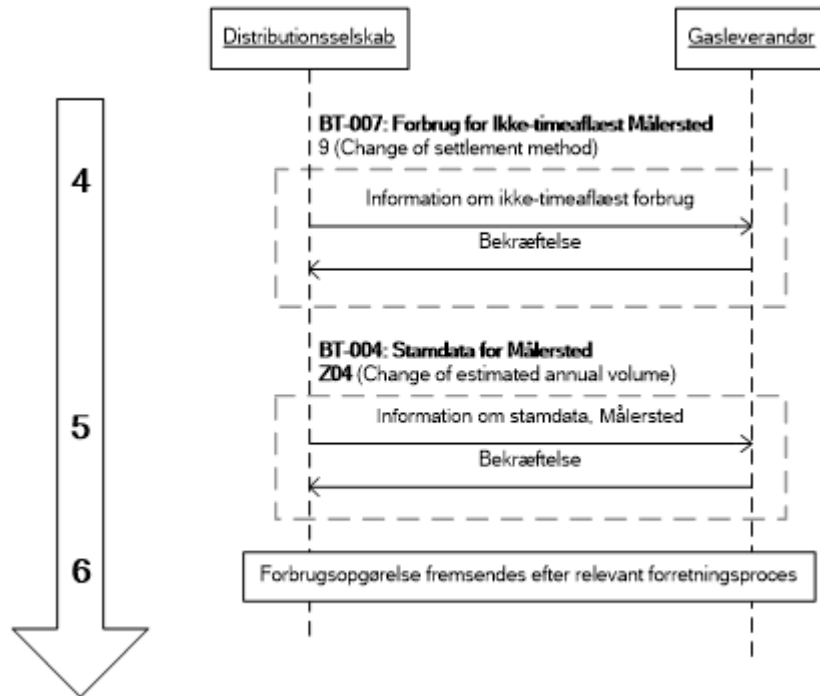 Distributionsselskab
Gasleverandør
BT-007: Forbrug for Ikke-timeaflæst Målersted
9 (Change of settlement method)
4
Information om ikke-timeaflæst forbrug
Bekræftelse
BT-004: Stamdata for Målersted
Z04 (Change of estimated annual volume)
5
Information om stamdata, Målersted
Bekræftelse
6
Forbrugsopgørelse fremsendes efter relevant forretningsproces